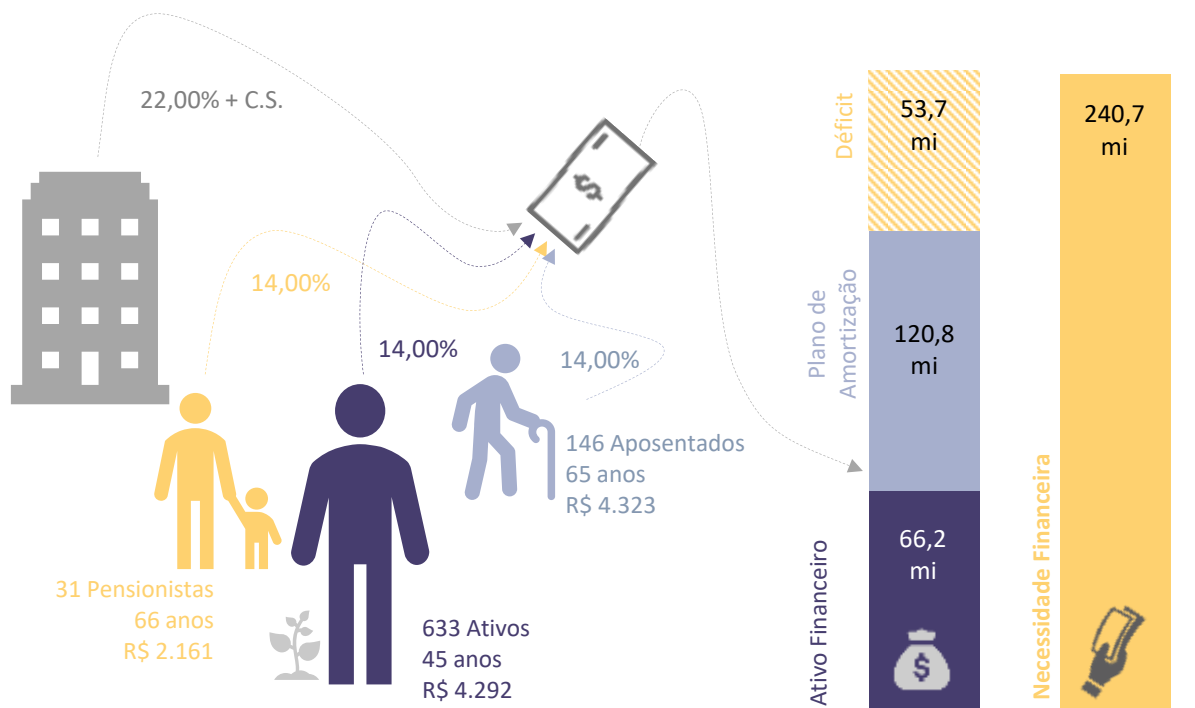 22,00% + C.S.
14,00%
14,00%
14,00%
31 Pensionistas
66 anos
R$ 2.161
633 Ativos
45 anos
R$ 4.292
146 Aposentados
65 anos
R$ 4.323
$
Déficit
53,7
mi
Plano de
Amortização
120,8
mi
Ativo Financeiro
66,2
mi
$
Necessidade Financeira
240,7
mi